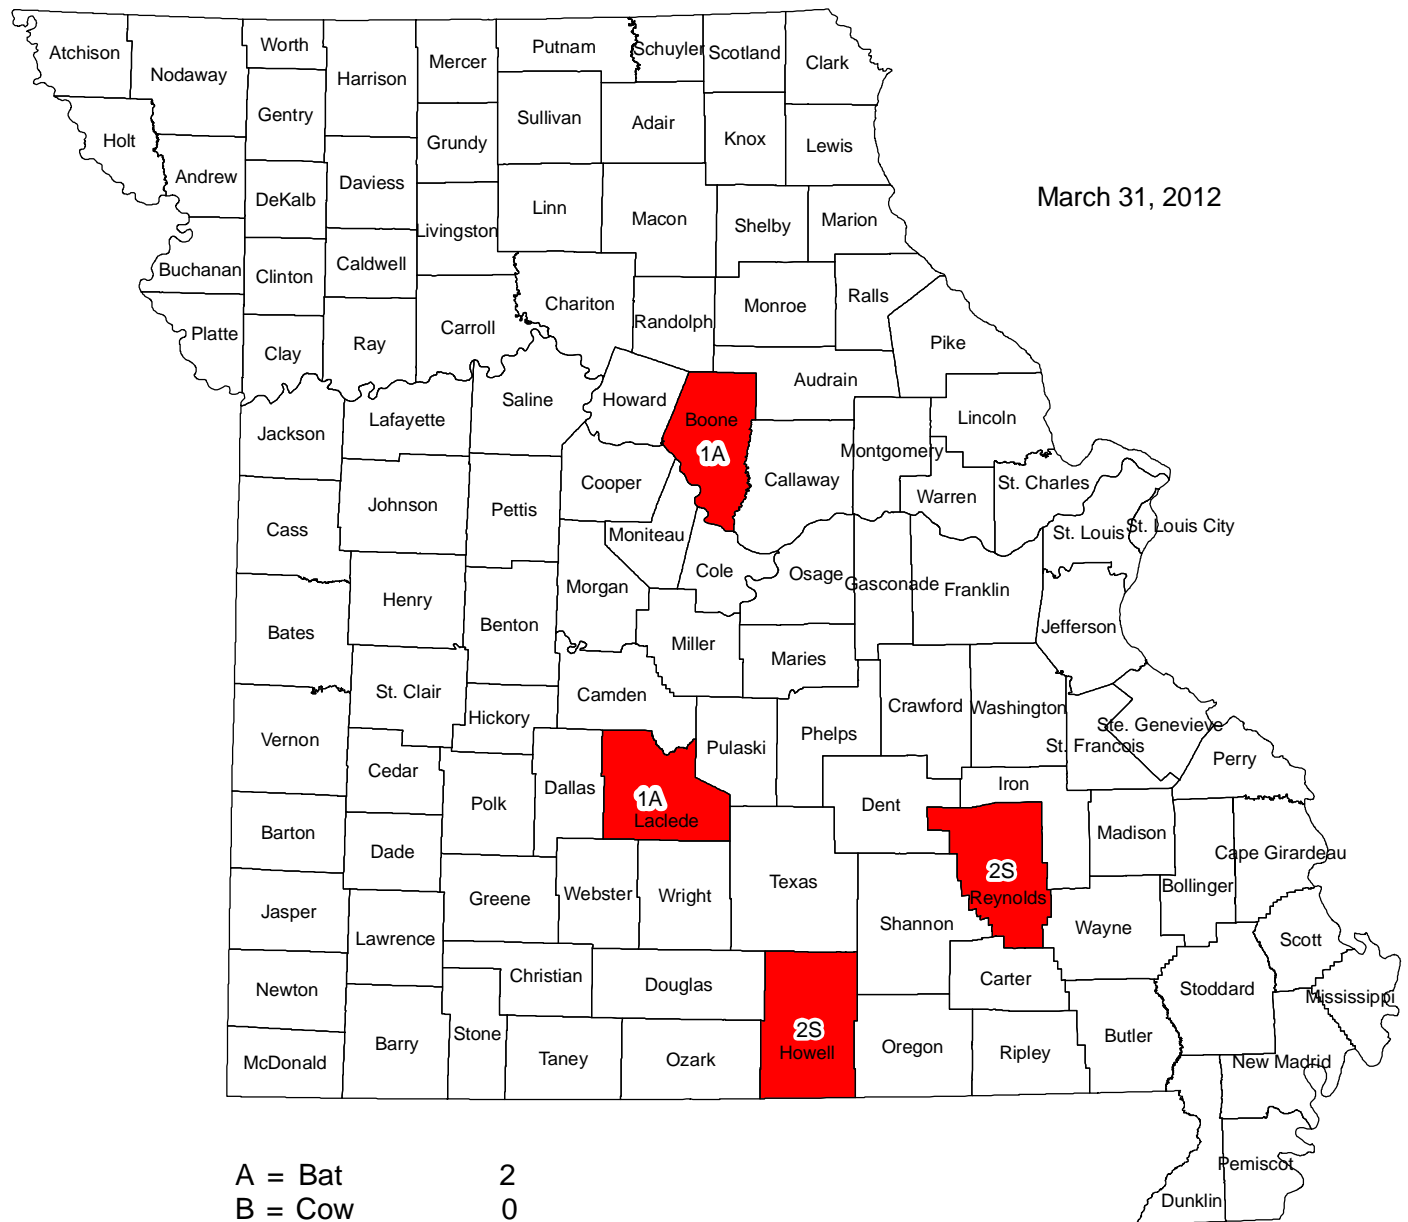 Atchison
Nodaway
Worth
Harrison
Mercer
Putnam
Schuyler
Scotland
Clark
Holt
Gentry
Sullivan
Adair
Knox
Lewis
Grundy
Andrew
DeKalb
Daviess
Livingston
Linn
Macon
Shelby
Marion
March 31, 2012
Buchanan
Clinton
Caldwell
Chariton
Randolph
Monroe
Ralls
Platte
Clay
Ray
Carroll
Pike
Audrain
Jackson
Lafayette
Saline
Howard
Boone
1A
Lincoln
Montgomery
Callaway
Cooper
Warren
St. Charles
Cass
Johnson
Pettis
Moniteau
St. Louis
St. Louis City
Cole
Osage
Gasconade
Franklin
Morgan
Henry
Bates
Benton
Miller
Maries
Jefferson
St. Clair
Camden
Hickory
Crawford
Washington
Ste. Genevieve
St. Francois
Vernon
Pulaski
Phelps
Perry
Cedar
Polk
Dallas
1A
Laclede
Dent
Iron
Madison
Cape Girardeau
Barton
Dade
Texas
2S
Reynolds
Bollinger
Jasper
Greene
Webster
Wright
Shannon
Wayne
Scott
Lawrence
Christian
Douglas
Carter
Stoddard
Mississippi
Newton
Barry
Stone
Taney
Ozark
2S
Howell
Oregon
Ripley
Butler
New Madrid
McDonald
Pemiscot
Dunklin
A = Bat 2
B = Cow 0